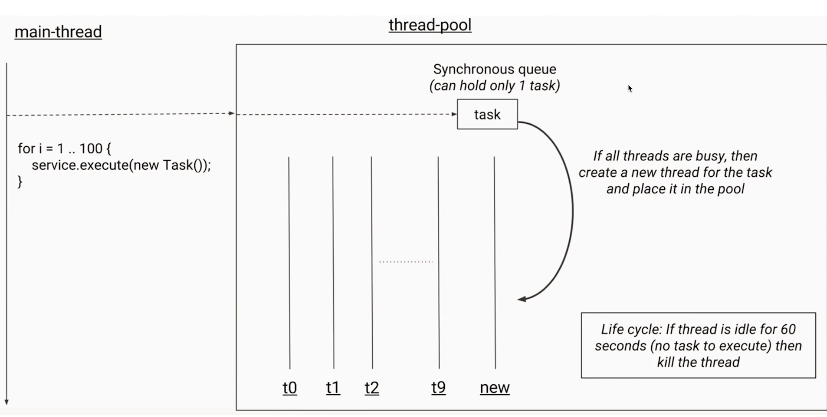 main-thread
thread-pool
Synchronous queue
(can hold only 1 task)
task
for i = 1 .. 100 {
service.execute(new Task());
}
If all threads are busy, then
create a new thread for the task
and place it in the pool
Life cycle: If thread is idle for 60
seconds (no task to execute) then
kill the thread
t0 t1 t2 t9 new